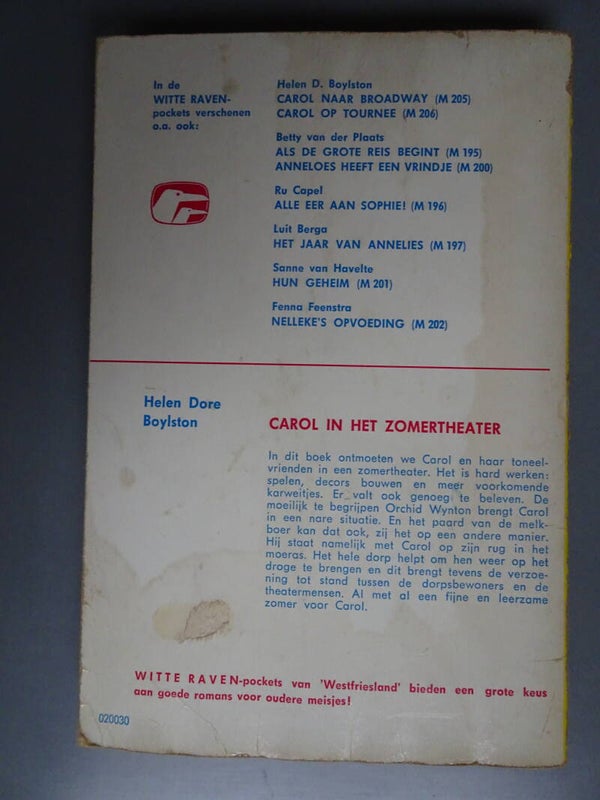 In de
WITTE RAVEN-
pockets verschenen
o.a. ook:
Helen D. Boylston
CAROL NAAR BROADWAY (M 205)
CAROL OP TOURNEE (M 206)
Betty van der Plaats
ALS DE GROTE REIS BEGINT (M 195)
ANNELOES HEEFT EEN VRINDJE (M 200)
Ru Capel
ALLE EER AAN SOPHIE! (M 196)
Luit Berga
HET JAAR VAN ANNELIES (M 197)
Sanne van Havelte
HUN GEHEIM (M 201)
Fenna Feenstra
NELLEKE'S OPVOEDING (M 202)
Helen Dore
Boylston
CAROL IN HET ZOMERTHEATER
In dit boek ontmoeten we Carol en haar toneel-
vrienden in een zomertheater. Het is hard werken:
spelen, decors bouwen en meer voorkomende
karweitjes. Er valt ook genoeg te beleven. De
moeilijk te begrijpen Orchid Wynton brengt Carol
in een nare situatie. En het paard van de melk-
boer kan dat ook, zij het op een andere manier.
Hij staat namelijk met Carol op zijn rug in het
moeras. Het hele dorp helpt om hen weer op het
droge te brengen en dit brengt tevens de verzoe-
ning tot stand tussen de dorpsbewoners en de
theatermensen. Al met al een fijne en leerzame
zomer voor Carol.
WITTE RAVEN-pockets van 'Westfriesland' bieden een grote keus
aan goede romans voor oudere meisjes!
020030